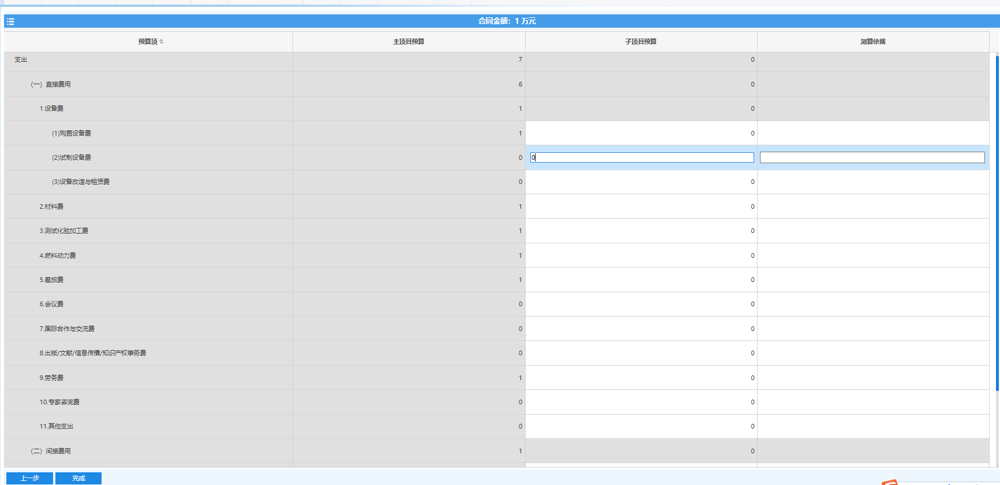 合同金额：1 万元
预算项 主项目预算 子项目预算 测算依据
支出 7 0
（一）直接费用 6 0
1.设备费 1 0
(1)购置设备费 1 0
(2)试制设备费 0 0
(3)设备改造与租赁费 0 0
2.材料费 1 0
3.测试化验加工费 1 0
4.燃料动力费 1 0
5.差旅费 1 0
6.会议费 0 0
7.国际合作与交流费 0 0
8.出版/文献/信息传播/知识产权事务费 0 0
9.劳务费 1 0
10.专家咨询费 0 0
11.其他支出 0 0
（二）间接费用 1 0
上一步 完成